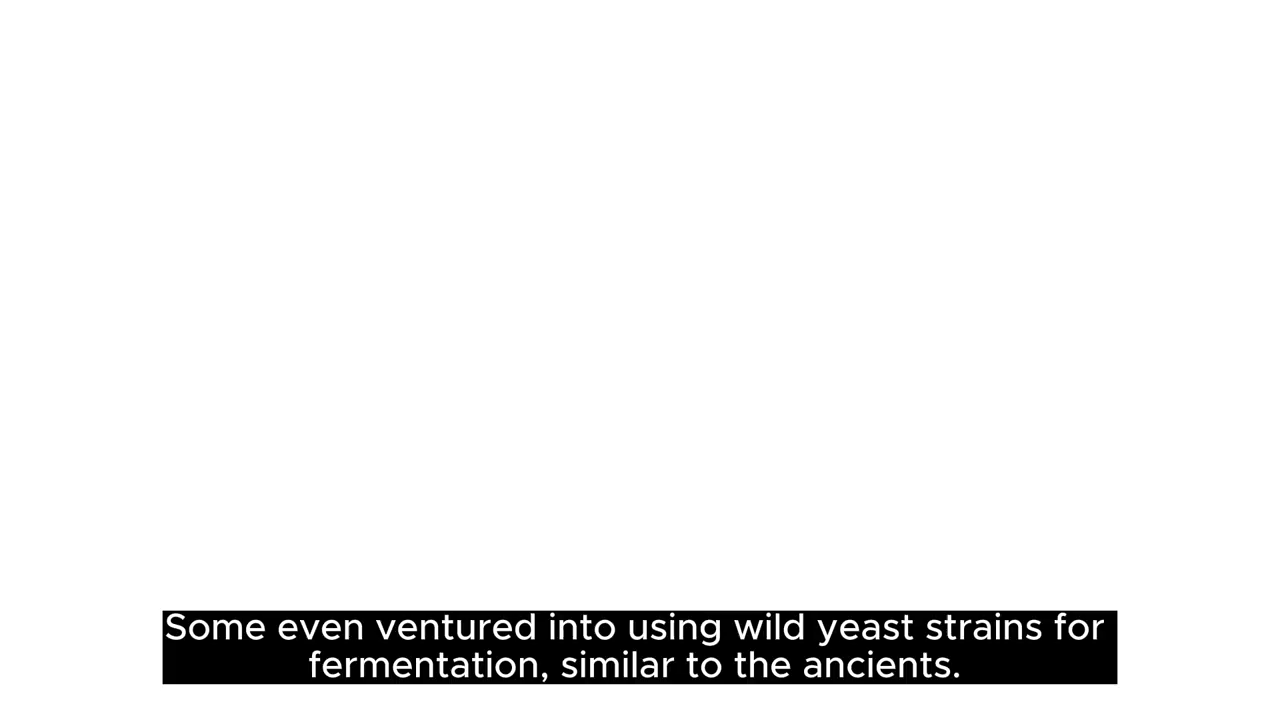 Some even ventured into using wild yeast strains for
fermentation, similar to the ancients.